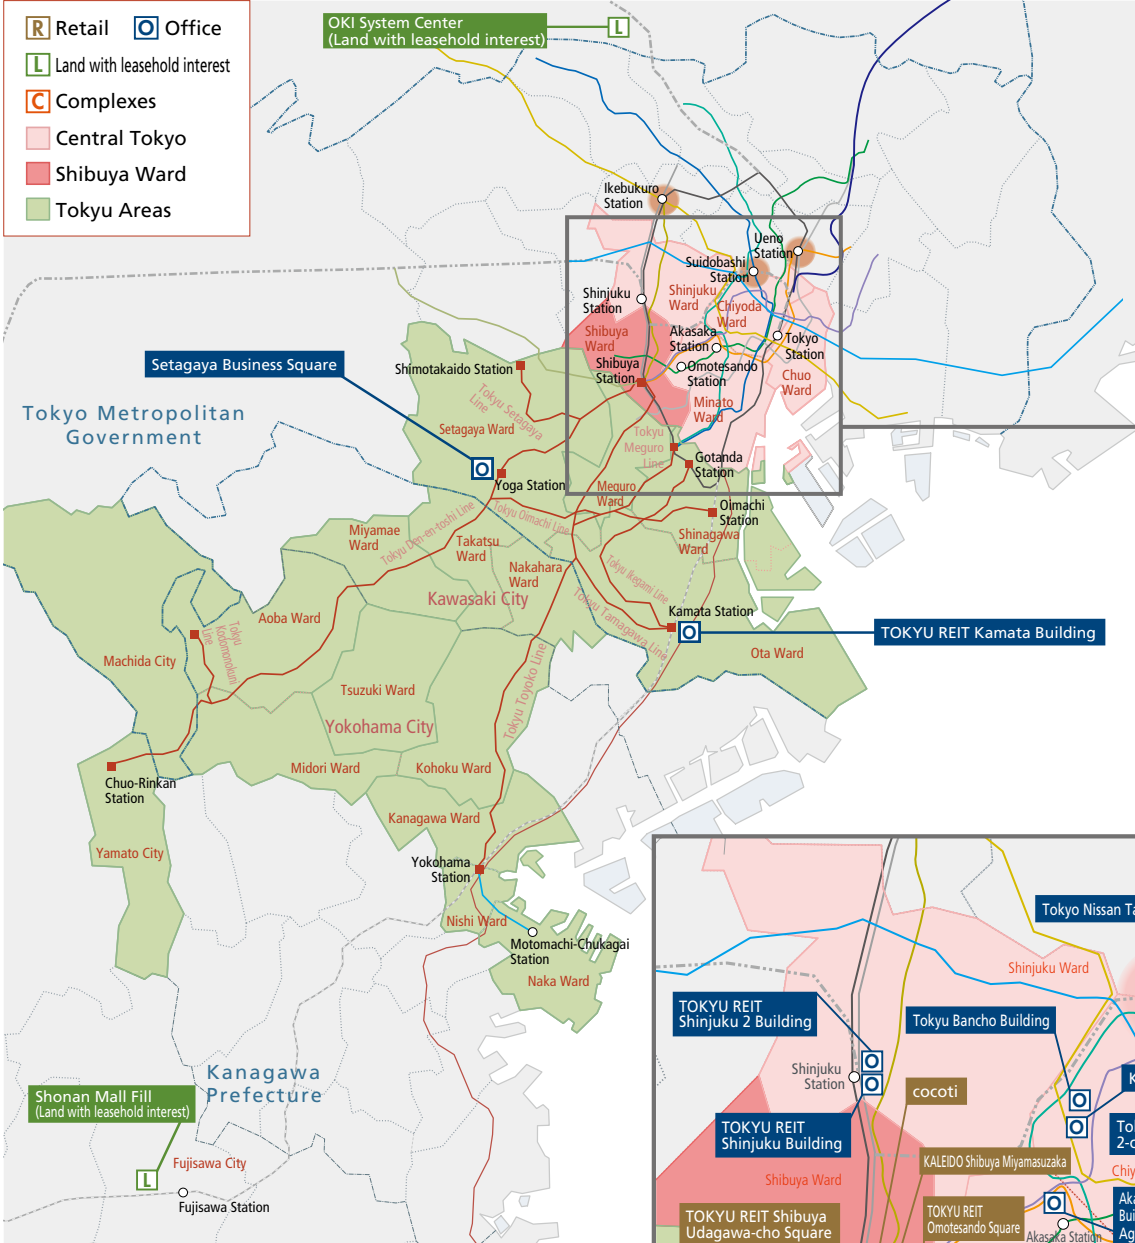 R Retail O Office
L Land with leasehold interest
C Complexes
Central Tokyo
Shibuya Ward
Tokyu Areas
OKI System Center
(Land with leasehold interest)
L
Ikebukuro
Station
Ueno
Station
Suidobashi
Station
Shinjuku
Station
Shinjuku
Ward
Chiyoda
Ward
Shibuya
Ward
Akasaka
Station
Tokyo
Station
Shibuya
Station
Omotesando
Station
Chuo
Ward
Minato
Ward
Setagaya Business Square
Shimotakaido Station
Tokyu Setagaya
Line
Setagaya Ward
Tokyo Metropolitan
Government
Tokyu
Meguro
Line
Gotanda
Station
O
Yoga Station
Meguro
Ward
Oimachi
Station
Tokyu Den-en-toshi Line
Tokyu Oimachi Line
Miyamae
Ward
Takatsu
Ward
Shinagawa
Ward
Nakahara
Ward
Tokyu Ikegami Line
Kawasaki City
Tokyu Tamagawa Line
Kamata Station
O
TOKYU REIT Kamata Building
Aoba Ward
Tokyu
Kodomonokuni
Line
Machida City
Ota Ward
Tsuzuki Ward
Tokyu Toyoko Line
Yokohama City
Midori Ward
Kohoku Ward
Chuo-Rinkan
Station
Kanagawa Ward
Yamato City
Yokohama
Station
Nishi Ward
Motomachi-Chukagai
Station
Naka Ward
Kanagawa
Prefecture
Shonan Mall Fill
(Land with leasehold interest)
L
Fujisawa City
Fujisawa Station
Tokyo Nissan Ta
Shinjuku Ward
TOKYU REIT
Shinjuku 2 Building
Tokyu Bancho Building
Shinjuku
Station
O
O
cocoti
O
O
K
TOKYU REIT
Shinjuku Building
To
2-c
KALEIDO Shibuya Miyamasuzaka
Chiy
Shibuya Ward
TOKYU REIT Shibuya
Udagawa-cho Square
TOKYU REIT
Omotesando Square
O
Aka
Bui
Ag
Akasaka Station